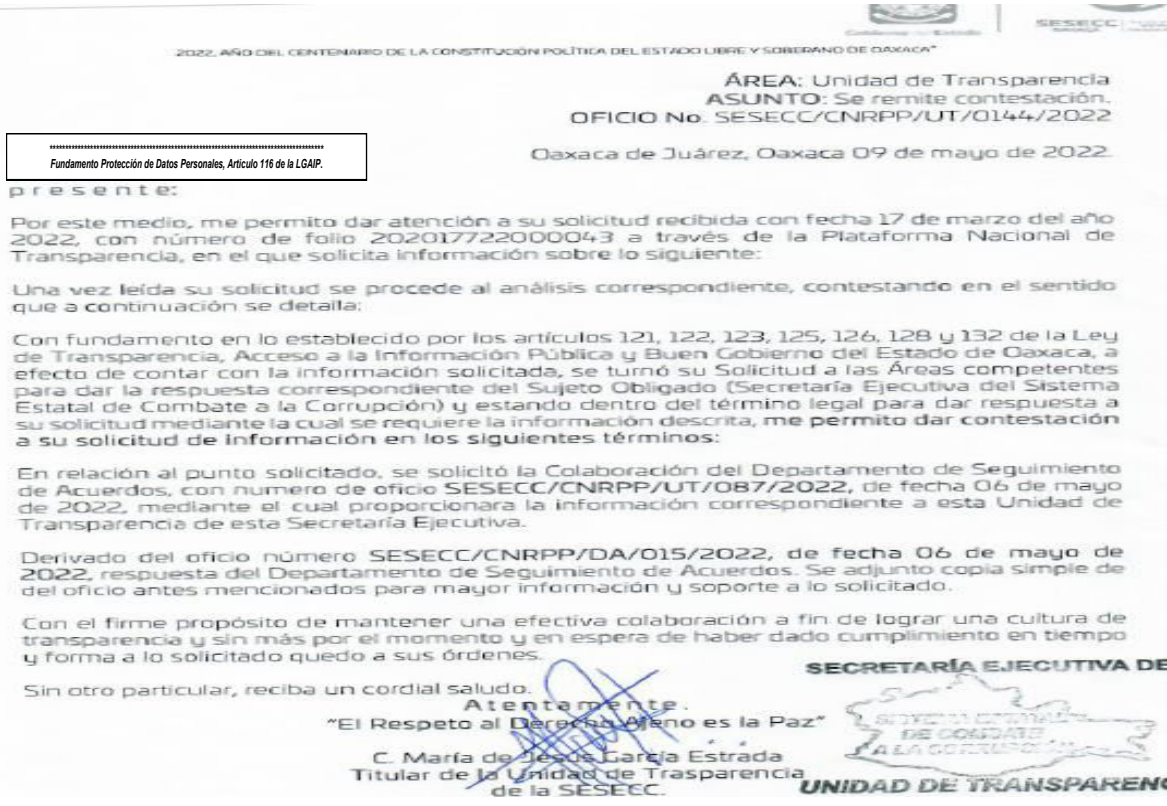 SESECC
Gobierno del Estado
2022, AÑO DEL CENTENARIO DE LA CONSTITUCIÓN POLÍTICA DEL ESTADO LIBRE Y SOBERANO DE OAXACA"
ÁREA: Unidad de Transparencia
ASUNTO: Se remite contestación.
OFICIO No. SESECC/CNRPP/UT/0144/2022
Fundamento Protección de Datos Personales, Artículo 116 de la LGAIP.
Oaxaca de Juárez, Oaxaca 09 de mayo de 2022.
p r e s e n t e:
Por este medio, me permito dar atención a su solicitud recibida con fecha 17 de marzo del año
2022, con número de folio 202017722000043 a través de la Plataforma Nacional de
Transparencia, en el que solicita información sobre lo siguiente:
Una vez leída su solicitud se procede al análisis correspondiente, contestando en el sentido
que a continuación se detalla:
Con fundamento en lo establecido por los artículos 121, 122, 123, 125, 126, 128 y 132 de la Ley
de Transparencia, Acceso a la Información Pública y Buen Gobierno del Estado de Oaxaca, a
efecto de contar con la información solicitada, se turnó su Solicitud a las Áreas competentes
para dar la respuesta correspondiente del Sujeto Obligado (Secretaría Ejecutiva del Sistema
Estatal de Combate a la Corrupción) y estando dentro del término legal para dar respuesta a
su solicitud mediante la cual se requiere la información descrita, me permito dar contestación
a su solicitud de información en los siguientes términos:
En relación al punto solicitado, se solicitó la Colaboración del Departamento de Seguimiento
de Acuerdos, con numero de oficio SESECC/CNRPP/UT/087/2022, de fecha 06 de mayo
de 2022, mediante el cual proporcionara la información correspondiente a esta Unidad de
Transparencia de esta Secretaría Ejecutiva.
Derivado del oficio número SESECC/CNRPP/DA/015/2022, de fecha 06 de mayo de
2022, respuesta del Departamento de Seguimiento de Acuerdos. Se adjunto copia simple de
del oficio antes mencionados para mayor información y soporte a lo solicitado.
Con el firme propósito de mantener una efectiva colaboración a fin de lograr una cultura de
transparencia y sin más por el momento y en espera de haber dado cumplimiento en tiempo
y forma a lo solicitado quedo a sus órdenes.
Sin otro particular, reciba un cordial saludo.
A t e n t a m e n t e.
"El Respeto al Derecho Ajeno es la Paz"
C. María de Jesús García Estrada
Titular de la Unidad de Trasparencia
de la SESECC.
SECRETARÍA EJECUTIVA DE
SISTEMA ESTATAL
DE COMBATE
A LA CORRUPCIÓN
UNIDAD DE TRANSPARENC